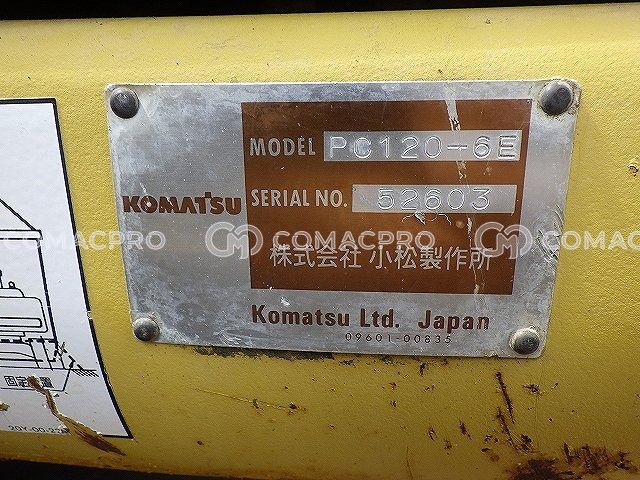 MODEL PC120-6E
KOMATSU
SERIAL NO. 52603
株式会社 小松製作所
Komatsu Ltd. Japan
09601-00835
COMACPRO
COMACPRO
COMACPRO